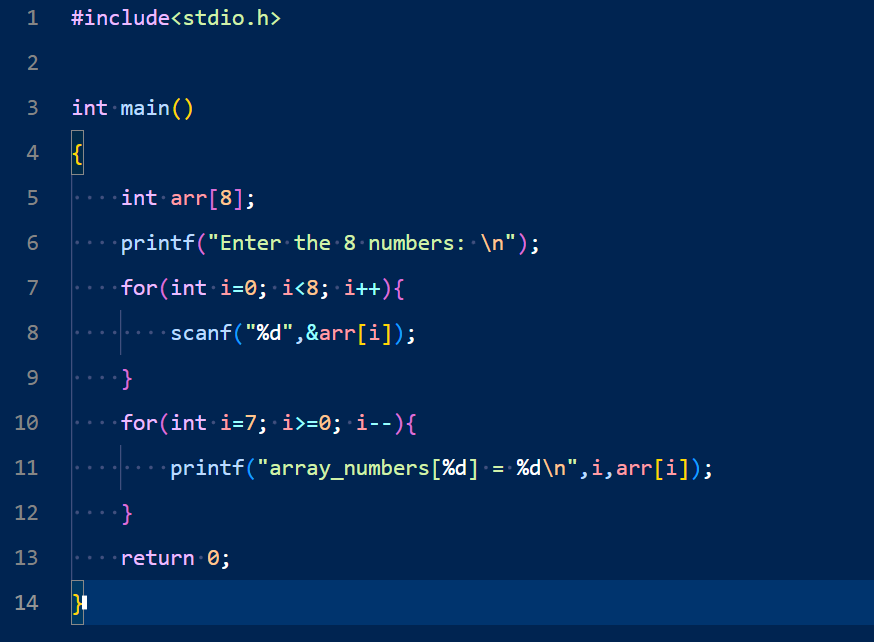 1 #include<stdio.h>
2
3 int main()
4 {
5     int arr[8];
6     printf("Enter the 8 numbers: \n");
7     for(int i=0; i<8; i++){
8         scanf("%d",&arr[i]);
9     }
10     for(int i=7; i>=0; i--){
11         printf("array_numbers[%d] = %d\n",i,arr[i]);
12     }
13     return 0;
14 }